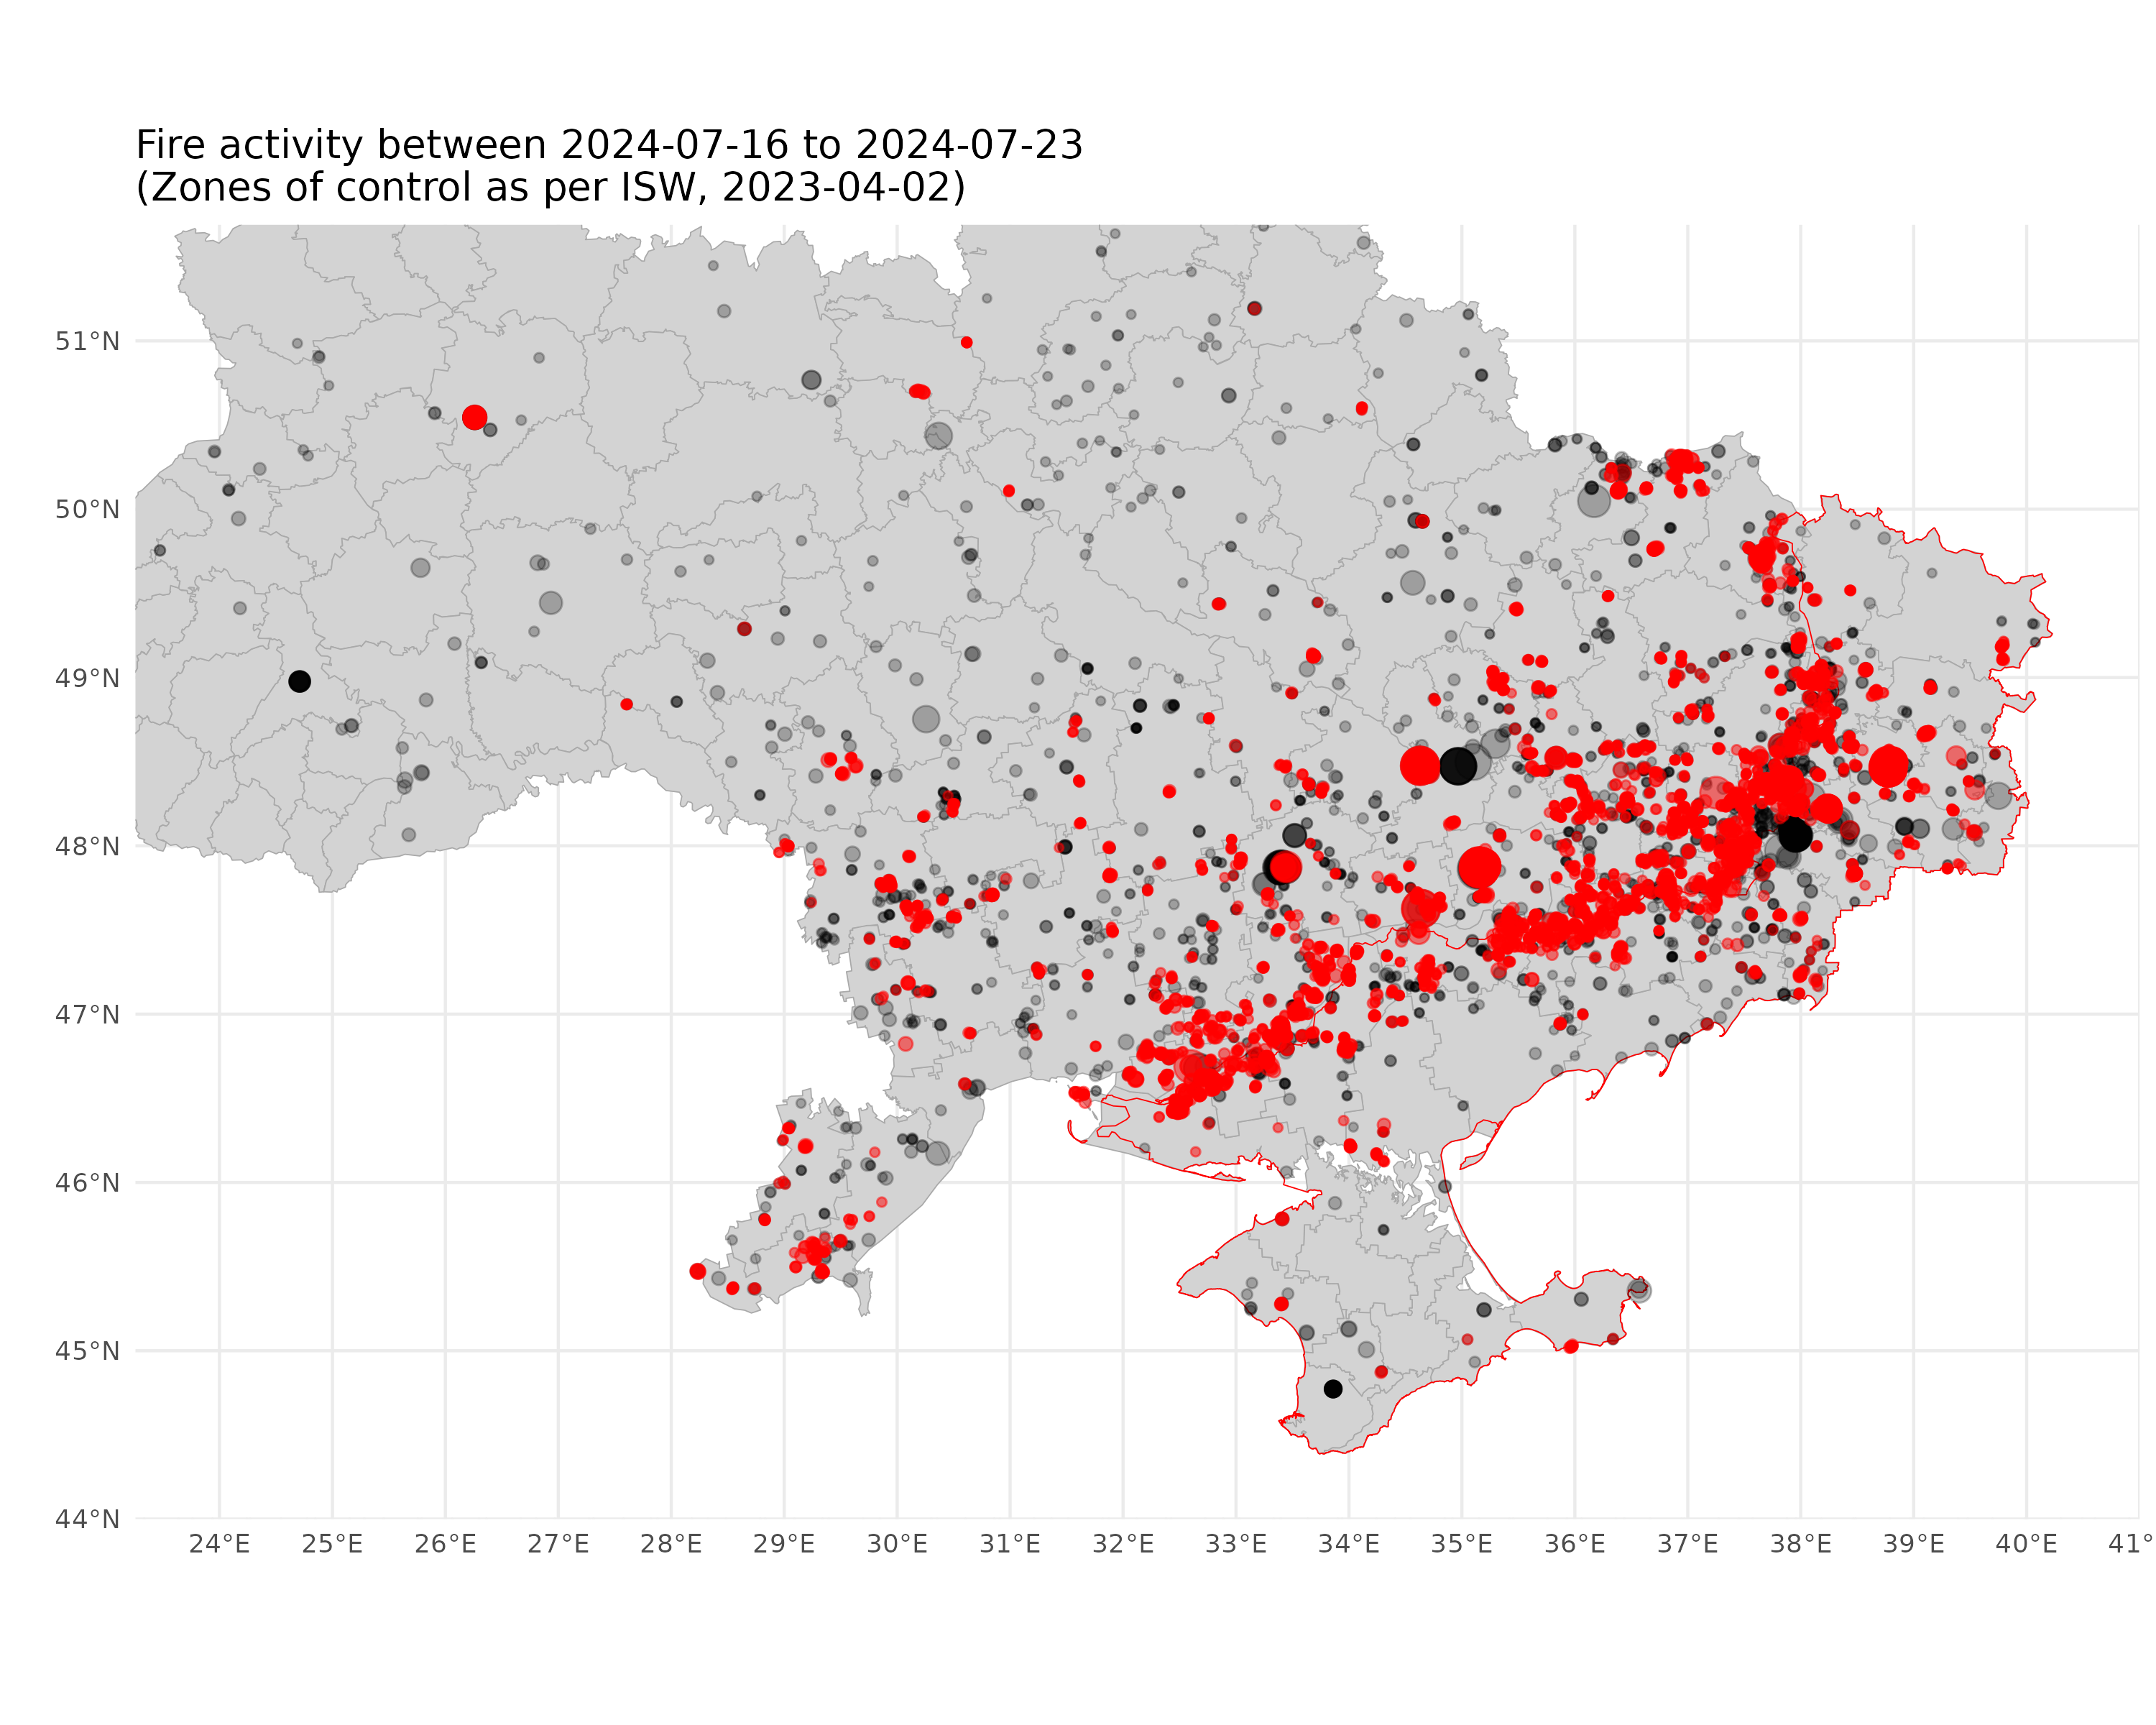 Fire activity between 2024-07-16 to 2024-07-23
(Zones of control as per ISW, 2023-04-02)
51°N
50°N
49°N
48°N
47°N
46°N
45°N
44°N
24°E 25°E 26°E 27°E 28°E 29°E 30°E 31°E 32°E 33°E 34°E 35°E 36°E 37°E 38°E 39°E 40°E 41°